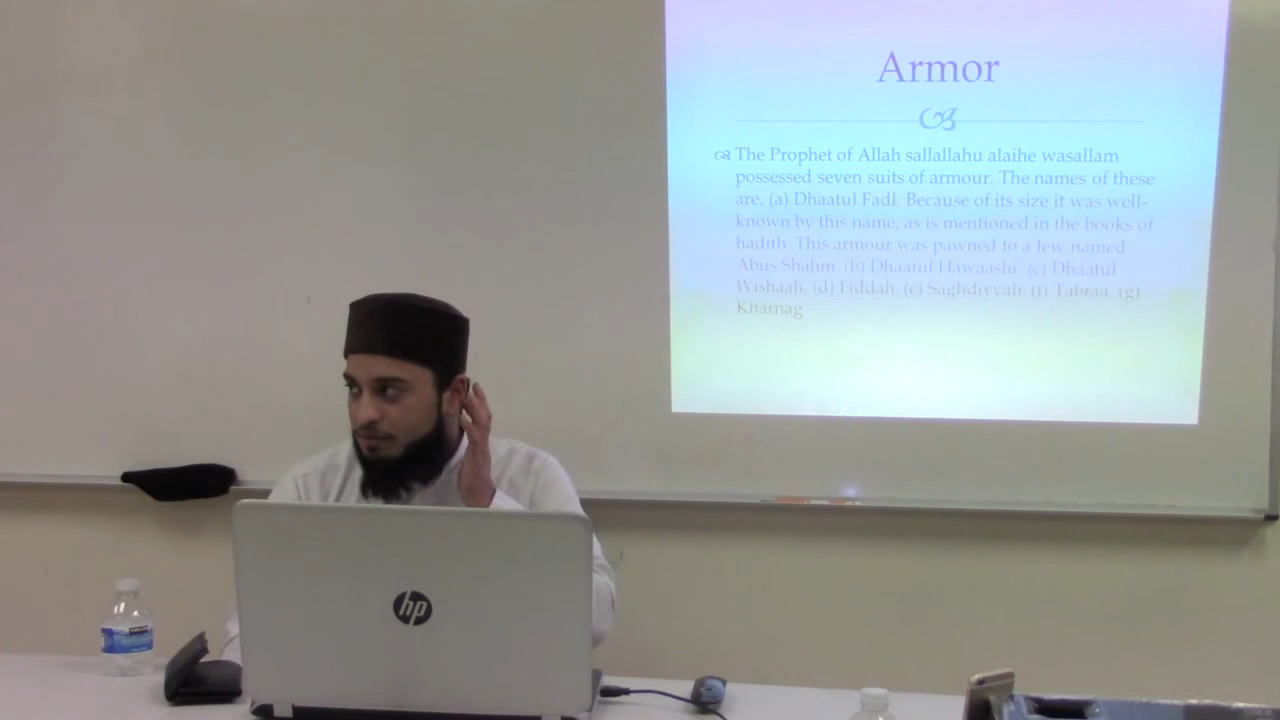 Armor
The Prophet of Allah sallallahu alaihe wasallam
possessed seven suits of armour. The names of these
are, (a) Dhaatul Fadl. Because of its size it was well-
known by this name, as is mentioned in the books of
hadith. This armour was pawned to a Jew named
Abus Shahm. (b) Dhaatul Hawaashi, (c) Dhaatul
Wishaah, (d) Fiddah, (e) Saghdiyyah, (f) Tabraa, (g)
Kharnag
hp